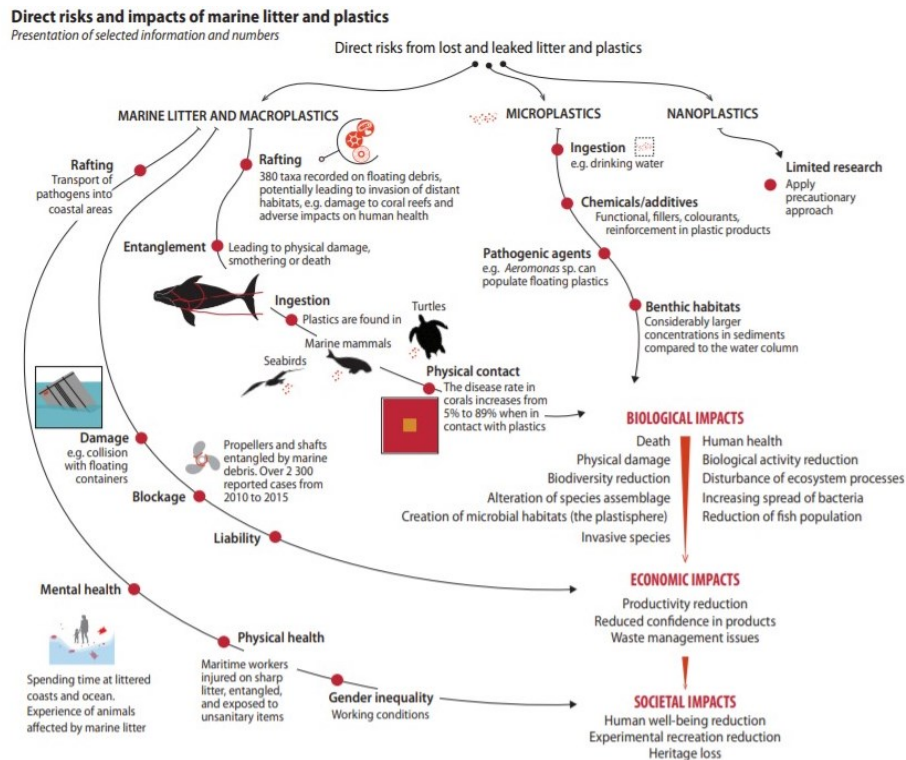 Direct risks and impacts of marine litter and plastics
Presentation of selected information and numbers
Direct risks from lost and leaked litter and plastics
MARINE LITTER AND MACROPLASTICS
MICROPLASTICS
NANOPLASTICS
Rafting
Transport of
pathogens into
coastal areas
Rafting
380 taxa recorded on floating debris,
potentially leading to invasion of distant
habitats, e.g. damage to coral reefs and
adverse impacts on human health
Ingestion
e.g. drinking water
Limited research
Apply
precautionary
approach
Chemicals/additives
Functional, fillers, colourants,
reinforcement in plastic products
Entanglement
Leading to physical damage,
smothering or death
Pathogenic agents
e.g. Aeromonas sp. can
populate floating plastics
Ingestion
Plastics are found in
Turtles
Marine mammals
Seabirds
Benthic habitats
Considerably larger
concentrations in sediments
compared to the water column
Physical contact
The disease rate in
corals increases from
5% to 89% when in
contact with plastics
BIOLOGICAL IMPACTS
Death
Physical damage
Biodiversity reduction
Alteration of species assemblage
Creation of microbial habitats (the plastisphere)
Invasive species
Human health
Biological activity reduction
Disturbance of ecosystem processes
Increasing spread of bacteria
Reduction of fish population
Damage
e.g. collision
with floating
containers
Propellers and shafts
entangled by marine
debris. Over 2 300
reported cases from
2010 to 2015
Blockage
Liability
ECONOMIC IMPACTS
Productivity reduction
Reduced confidence in products
Waste management issues
Mental health
Spending time at littered
coasts and ocean.
Experience of animals
affected by marine litter
Physical health
Maritime workers
injured on sharp
litter, entangled,
and exposed to
unsanitary items
Gender inequality
Working conditions
SOCIETAL IMPACTS
Human well-being reduction
Experimental recreation reduction
Heritage loss